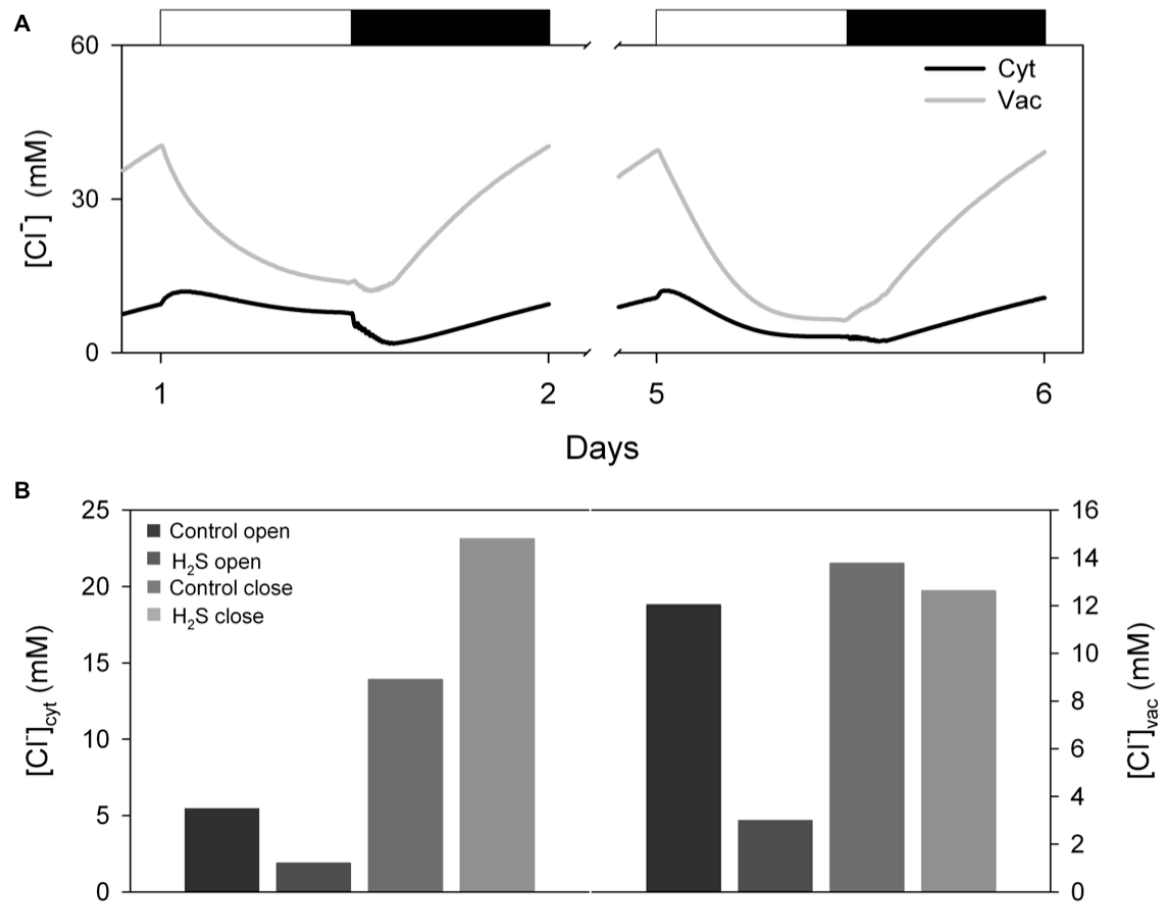 A
60
30
0
[Cl⁻] (mM)
Cyt
Vac
1
2
5
6
Days
B
25
20
15
10
5
0
[Cl⁻]cyt (mM)
Control open
H₂S open
Control close
H₂S close
16
14
12
10
8
6
4
2
0
[Cl⁻]vac (mM)